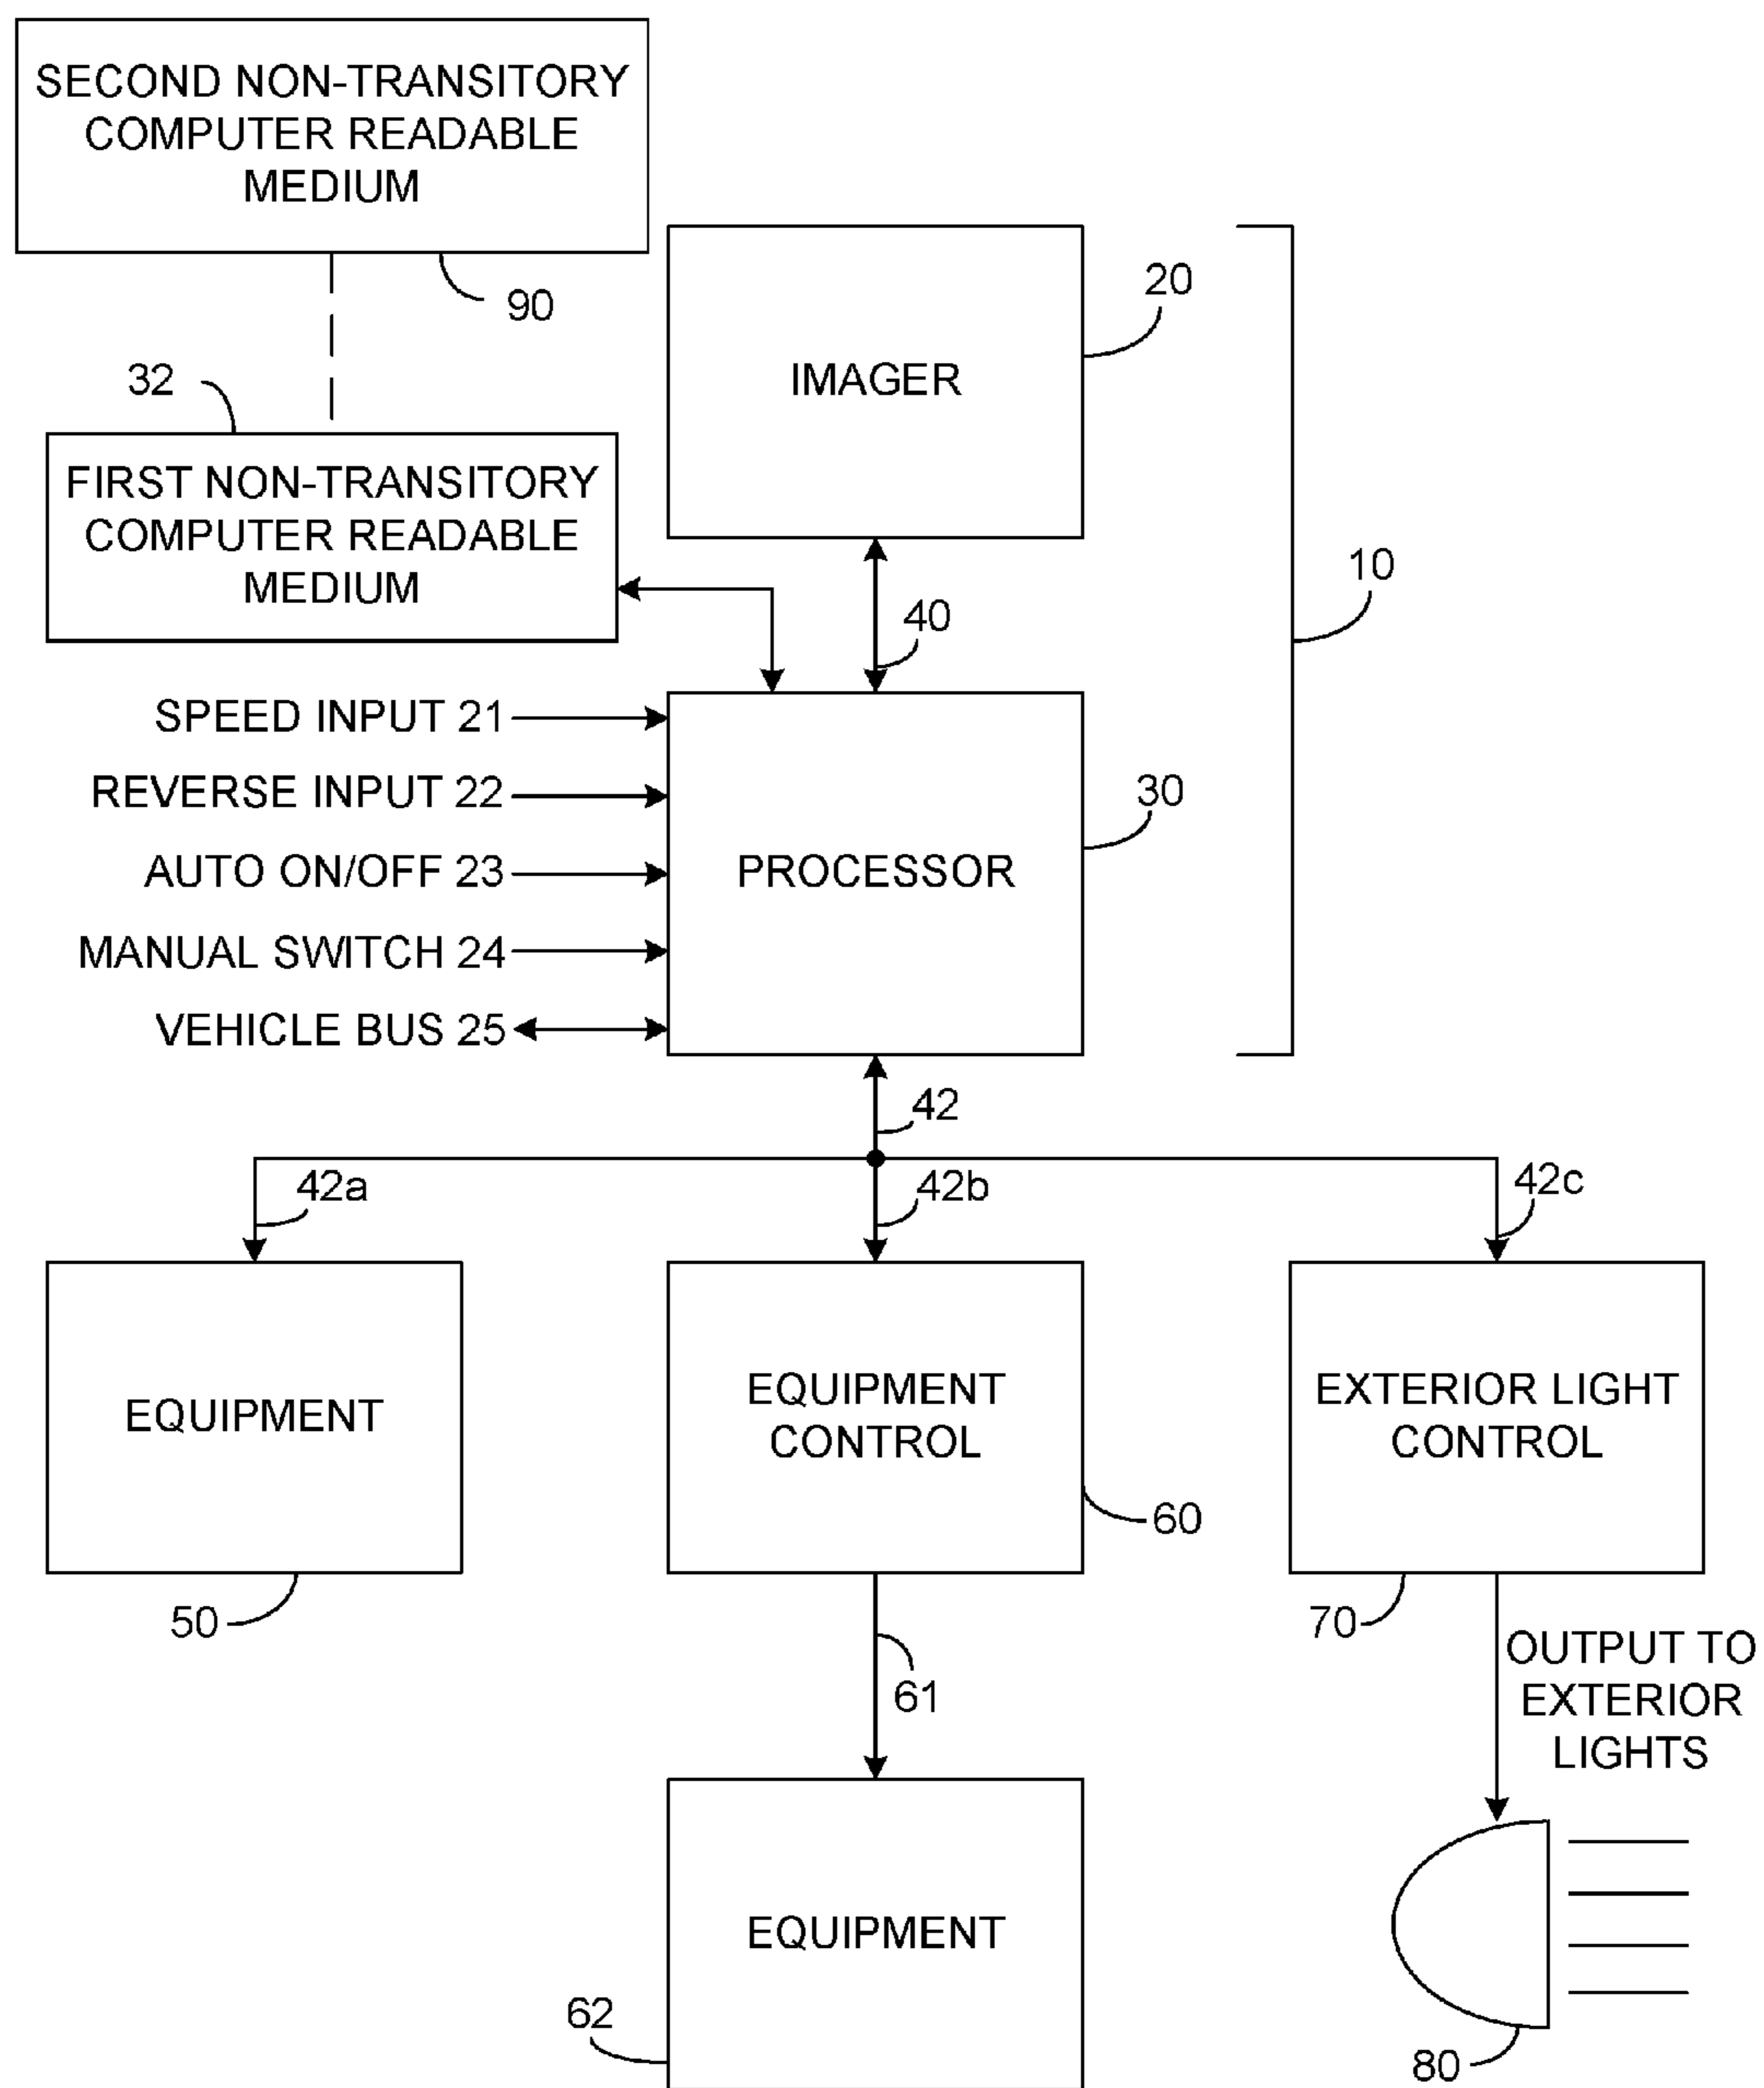 SECOND NON-TRANSITORY
COMPUTER READABLE
MEDIUM
90
20
IMAGER
32
FIRST NON-TRANSITORY
COMPUTER READABLE
MEDIUM
10
40
SPEED INPUT 21
REVERSE INPUT 22
AUTO ON/OFF 23
MANUAL SWITCH 24
VEHICLE BUS 25
30
PROCESSOR
42
42a
42b
42c
EQUIPMENT
50
EQUIPMENT
CONTROL
60
EXTERIOR LIGHT
CONTROL
70
61
OUTPUT TO
EXTERIOR
LIGHTS
EQUIPMENT
62
80